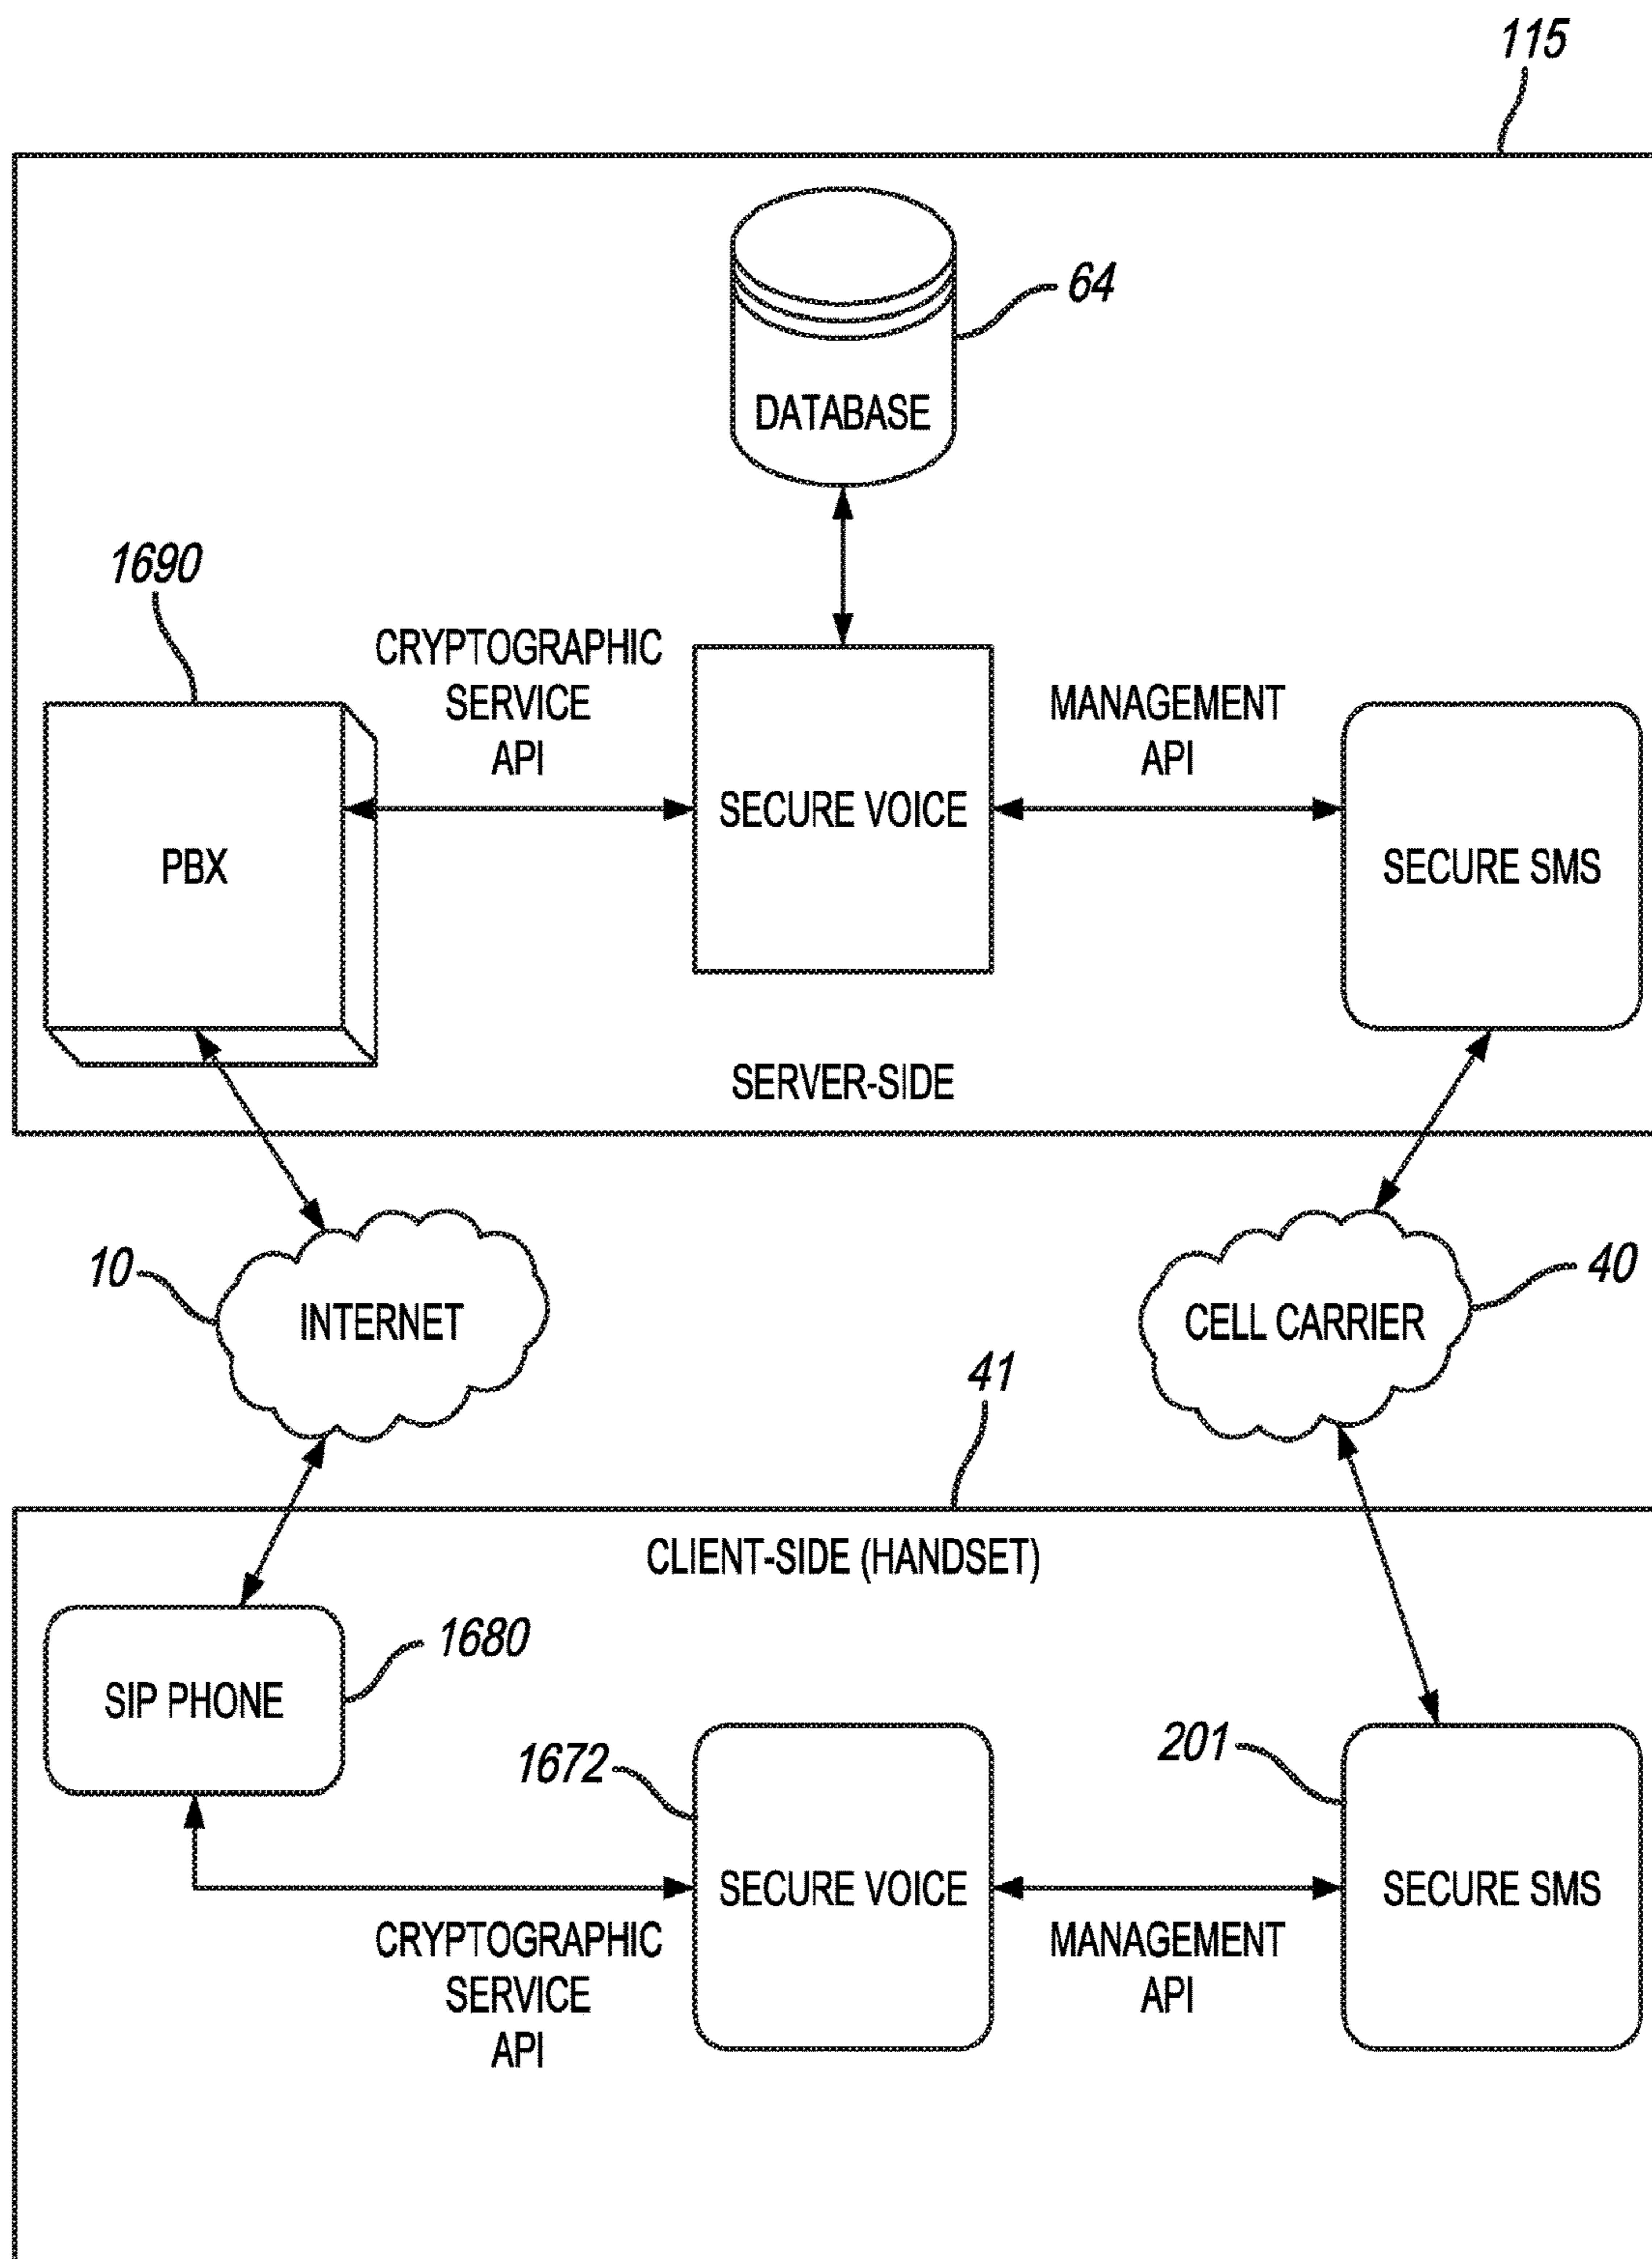 115
64
DATABASE
1690
CRYPTOGRAPHIC
SERVICE
API
MANAGEMENT
API
SECURE VOICE
PBX
SECURE SMS
SERVER-SIDE
10
INTERNET
CELL CARRIER
40
41
CLIENT-SIDE (HANDSET)
1680
SIP PHONE
1672
201
SECURE VOICE
SECURE SMS
CRYPTOGRAPHIC
SERVICE
API
MANAGEMENT
API